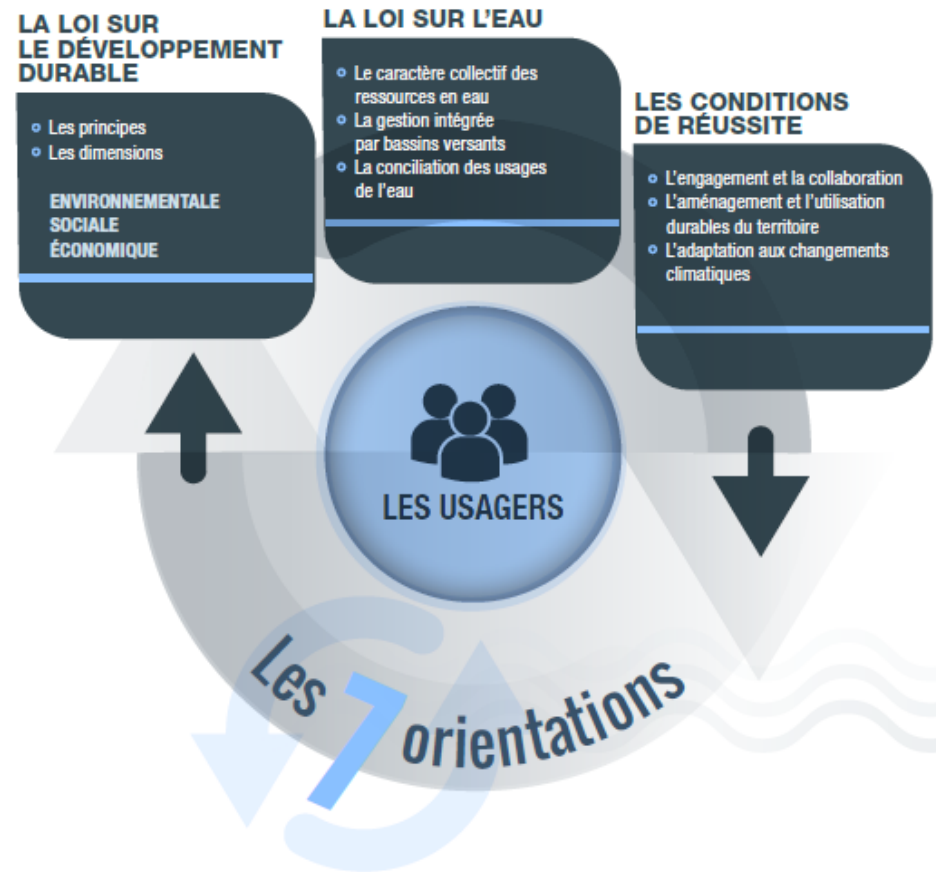 LA LOI SUR
LE DÉVELOPPEMENT
DURABLE
Les principes
Les dimensions
ENVIRONNEMENTALE
SOCIALE
ÉCONOMIQUE
LA LOI SUR L'EAU
Le caractère collectif des
ressources en eau
La gestion intégrée
par bassins versants
La conciliation des usages
de l'eau
LES CONDITIONS
DE RÉUSSITE
L'engagement et la collaboration
L'aménagement et l'utilisation
durables du territoire
L'adaptation aux changements
climatiques
LES USAGERS
Les 7 orientations